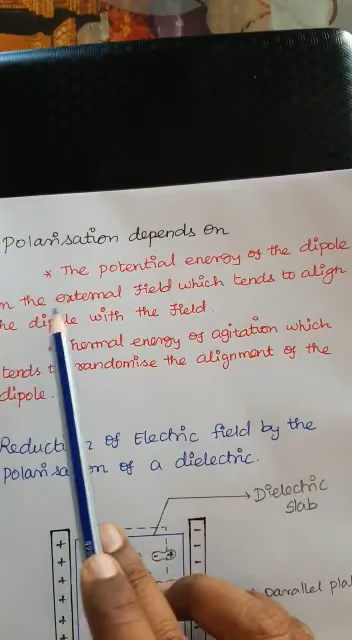 Polarisation depends on
* The potential energy of the dipole
in the external field which tends to align
the dipole with the field.
* Thermal energy of agitation which
tends to randomise the alignment of the
dipole.
Reduction of Electric field by the
Polarisation of a dielectric.
Dielectric
slab
+ -
+ -
+ -
+ -
Parallel pla